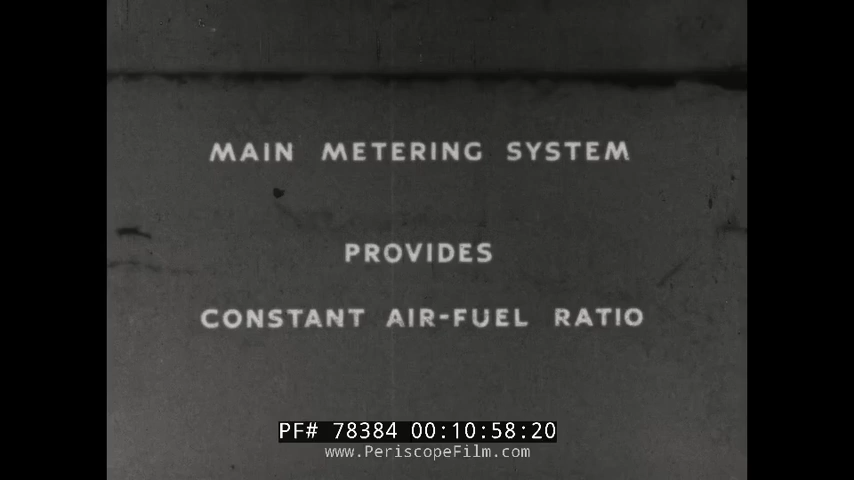 MAIN METERING SYSTEM
PROVIDES
CONSTANT AIR-FUEL RATIO
PF# 78384 00:10:58:20
www.PeriscopeFilm.com